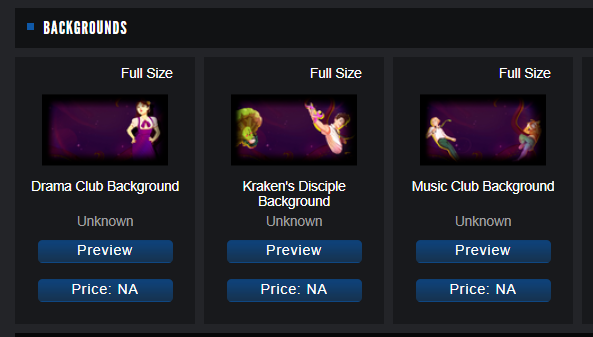 BACKGROUNDS
Full Size
Full Size
Full Size
Drama Club Background
Kraken's Disciple
Background
Music Club Background
Unknown
Unknown
Unknown
Preview
Preview
Preview
Price: NA
Price: NA
Price: NA